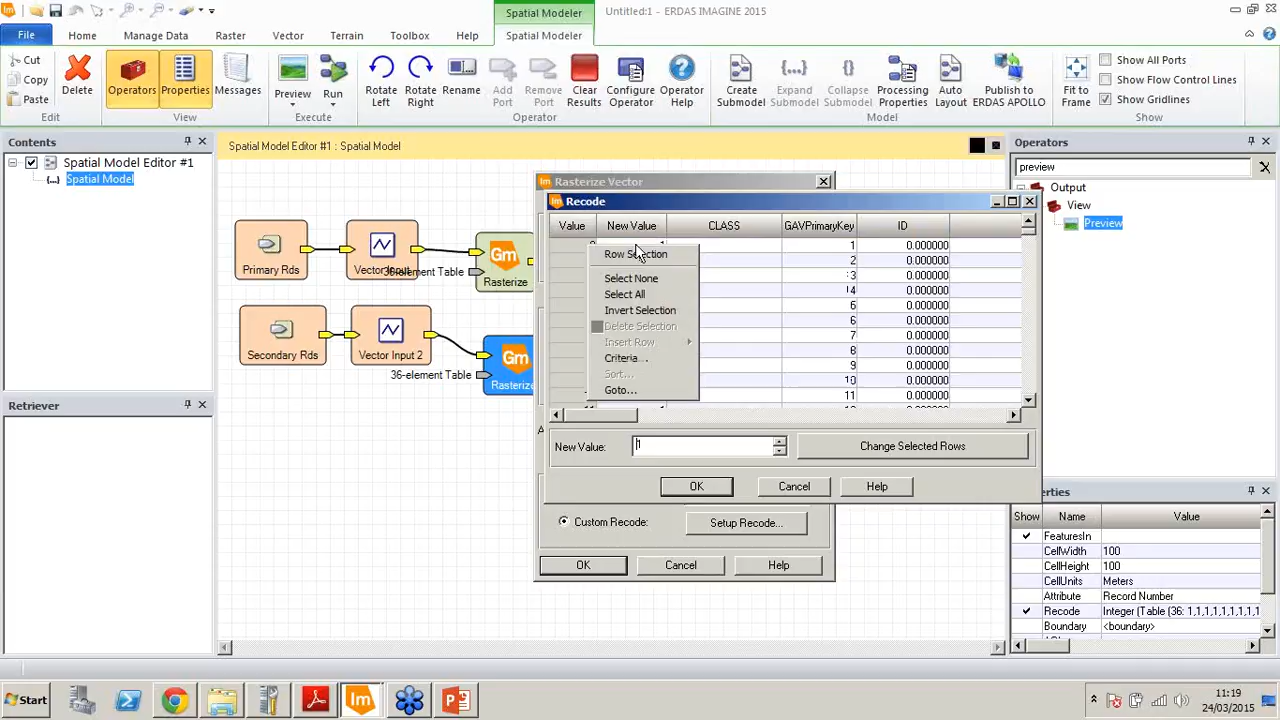 Spatial Modeler
Untitled:1 - ERDAS IMAGINE 2015
File
Home
Manage Data
Raster
Vector
Terrain
Toolbox
Help
Spatial Modeler
Cut
Copy
Paste
Delete
Operators
Properties
Messages
Preview
Run
Rotate Left
Rotate Right
Rename
Add Port
Remove Port
Clear Results
Configure Operator
Operator Help
Create Submodel
Expand Submodel
Collapse Submodel
Processing Properties
Auto Layout
Publish to ERDAS APOLLO
Fit to Frame
Show All Ports
Show Flow Control Lines
Show Gridlines
Edit
View
Execute
Operator
Model
Show
Contents
Spatial Model Editor #1
Spatial Model
Retriever
Spatial Model Editor #1 : Spatial Model
Primary Rds
Vector Input
36-element Table
Gm
Rasterize
Secondary Rds
Vector Input 2
36-element Table
Gm
Rasterize
Im Rasterize Vector
Im Recode
Value New Value CLASS GAVPrimaryKey ID
1 0.000000
2 0.000000
3 0.000000
4 0.000000
5 0.000000
6 0.000000
7 0.000000
8 0.000000
9 0.000000
10 0.000000
11 0.000000
Row Selection
Select None
Select All
Invert Selection
Delete Selection
Insert Row
Criteria...
Sort...
Goto...
New Value: 1 Change Selected Rows
OK Cancel Help
Custom Recode: Setup Recode...
OK Cancel Help
Operators
preview
Output
View
Preview
Show Name Value
FeaturesIn
CellWidth 100
CellHeight 100
CellUnits Meters
Attribute Record Number
Recode Integer (Table (36: 1,1,1,1,1,1,1,1
Boundary <boundary>
Start
11:19
24/03/2015